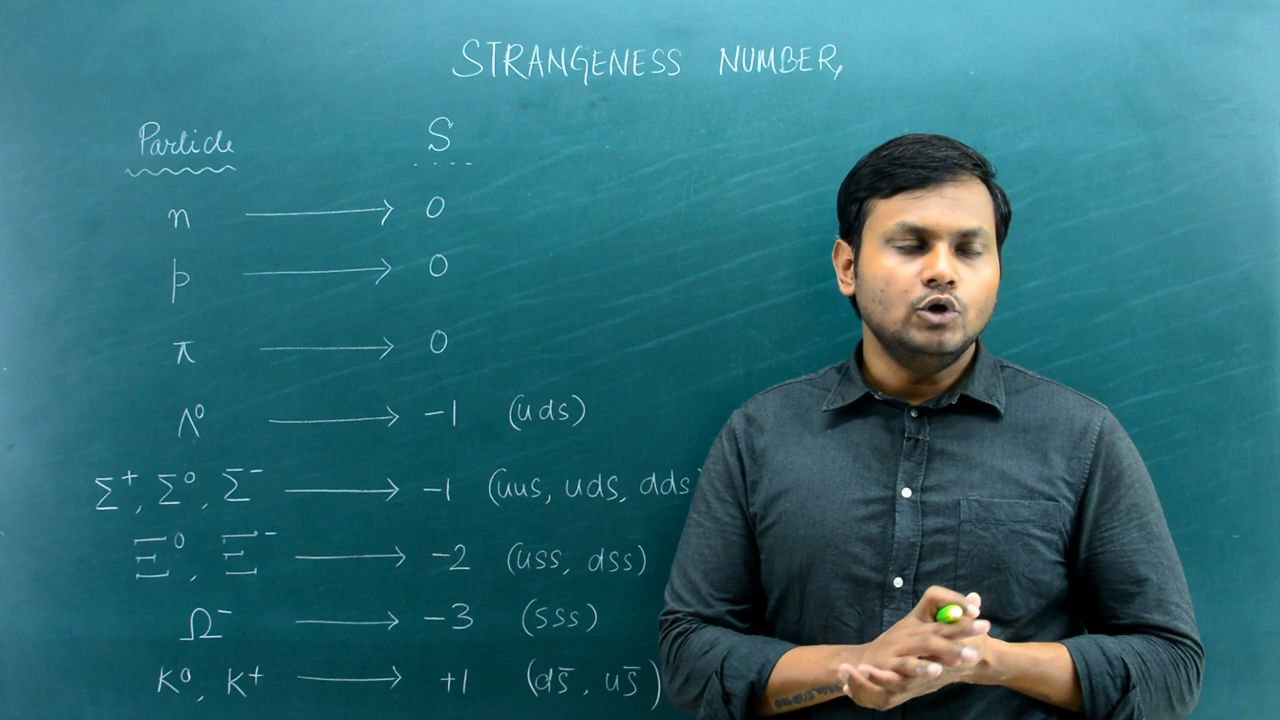 STRANGENESS NUMBER,
Particle S
n → 0
p → 0
π → 0
Λ⁰ → -1 (uds)
Σ⁺, Σ⁰, Σ⁻ → -1 (uus, uds, dds)
Ξ⁰, Ξ⁻ → -2 (uss, dss)
Ω⁻ → -3 (sss)
K⁰, K⁺ → +1 (ds̄, us̄)